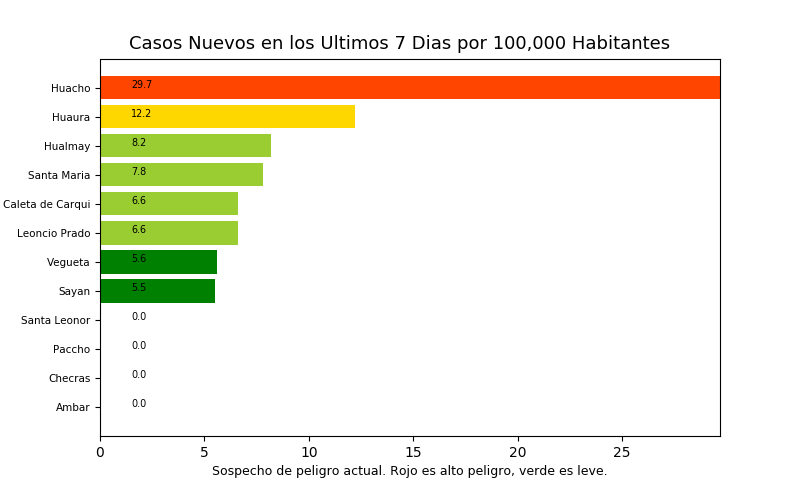 Casos Nuevos en los Ultimos 7 Dias por 100,000 Habitantes
Huacho 29.7
Huaura 12.2
Hualmay 8.2
Santa Maria 7.8
Caleta de Carqui 6.6
Leoncio Prado 6.6
Vegueta 5.6
Sayan 5.5
Santa Leonor 0.0
Paccho 0.0
Checras 0.0
Ambar 0.0
0 5 10 15 20 25
Sospecho de peligro actual. Rojo es alto peligro, verde es leve.